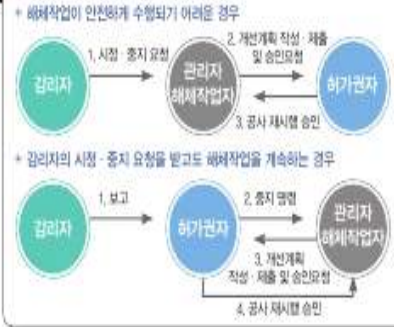 * 해체작업이 안전하게 수행되기 어려운 경우
감리자
1. 시정 · 중지 요청
관리자
해체작업자
2. 개선계획 작성 · 제출
및 승인요청
3. 공사 재시행 승인
허가권자
* 감리자의 시정 · 중지 요청을 받고도 해체작업을 계속하는 경우
감리자
1. 보고
허가권자
2. 중지 명령
3. 개선계획
작성 · 제출 및 승인요청
관리자
해체작업자
4. 공사 재시행 승인